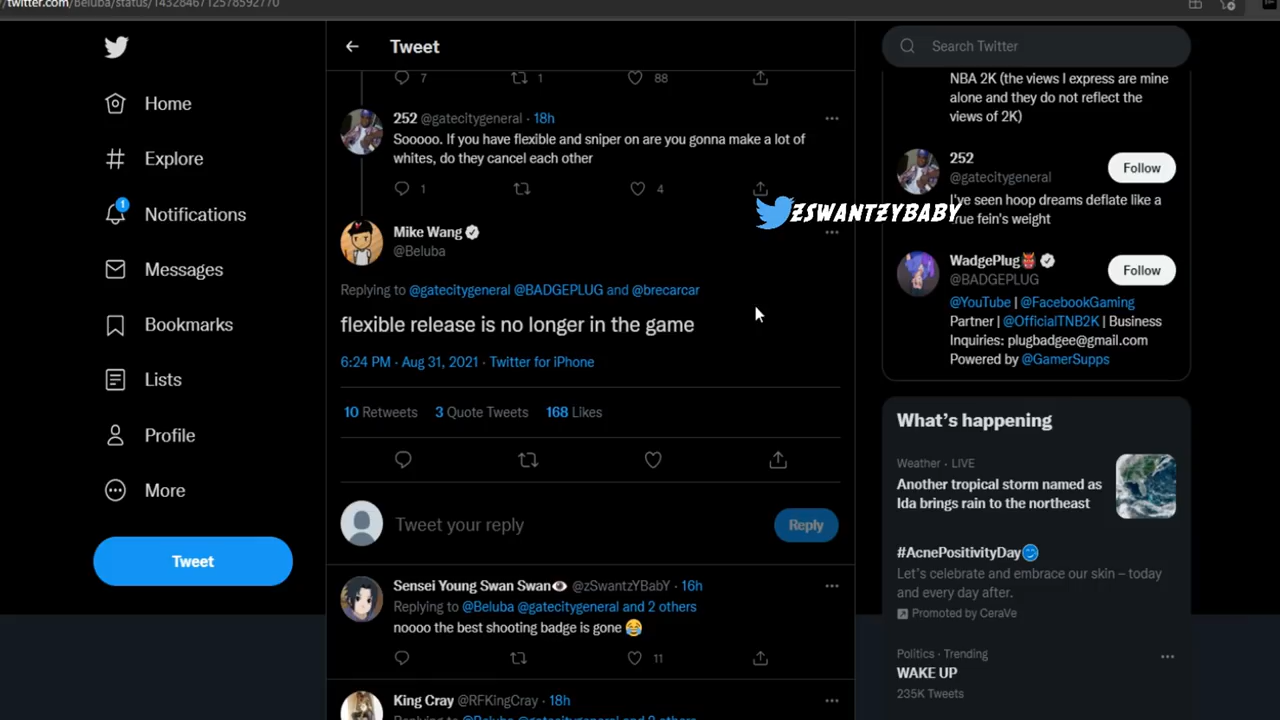 //twitter.com/beluba/status/1432846712578592770
Home
Explore
1
Notifications
Messages
Bookmarks
Lists
Profile
More
Tweet
Tweet
7 1 88
252 @gatecitygeneral · 18h
Sooooo. If you have flexible and sniper on are you gonna make a lot of
whites, do they cancel each other
1 4
ZSWANTZYBABY
Mike Wang
@Beluba
Replying to @gatecitygeneral @BADGEPLUG and @brecarcar
flexible release is no longer in the game
6:24 PM · Aug 31, 2021 · Twitter for iPhone
10 Retweets 3 Quote Tweets 168 Likes
Tweet your reply
Reply
Sensei Young Swan Swan @zSwantzYBabY · 16h
Replying to @Beluba @gatecitygeneral and 2 others
noooo the best shooting badge is gone
11
King Cray @RFKingCray · 18h
Replying to @Beluba @gatecitygeneral and 2 others
Search Twitter
NBA 2K (the views I express are mine
alone and they do not reflect the
views of 2K)
252
@gatecitygeneral
Follow
I've seen hoop dreams deflate like a
true fein's weight
WadgePlug
@BADGEPLUG
Follow
@YouTube | @FacebookGaming
Partner | @OfficialTNB2K | Business
Inquiries: plugbadgee@gmail.com
Powered by @GamerSupps
What's happening
Weather · LIVE
Another tropical storm named as
Ida brings rain to the northeast
#AcnePositivityDay
Let's celebrate and embrace our skin – today
and every day after.
Promoted by CeraVe
Politics · Trending
WAKE UP
235K Tweets